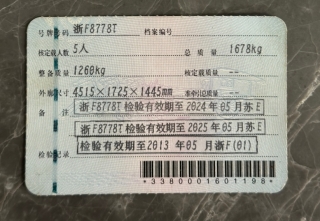 号牌号码 浙F8778T 档案编号
核定载人数 5人 总质量 1678kg
整备质量 1260kg 核定载质量 --
外廓尺寸 4515×1725×1445mm 准牵引总质量 --
备注 浙F8778T检验有效期至2024年05月苏E
浙F8778T检验有效期至2025年05月苏E
检验记录 检验有效期至2013年05月浙F(01)
*3380001601198*